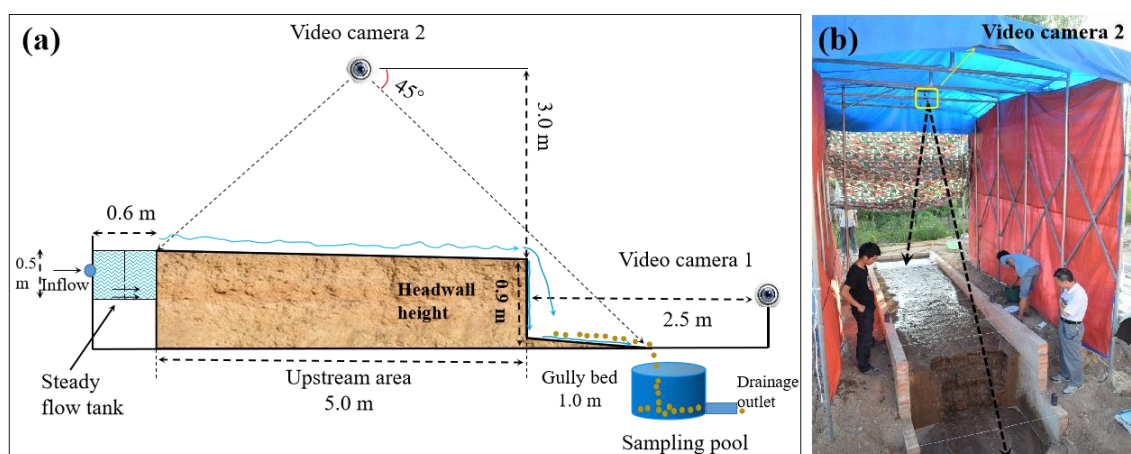 (a)
Video camera 2
45°
3.0 m
0.6 m
0.5
m
Inflow
Headwall
height
0.9 m
Video camera 1
2.5 m
Steady
flow tank
Upstream area
5.0 m
Gully bed
1.0 m
Drainage
outlet
Sampling pool
(b)
Video camera 2